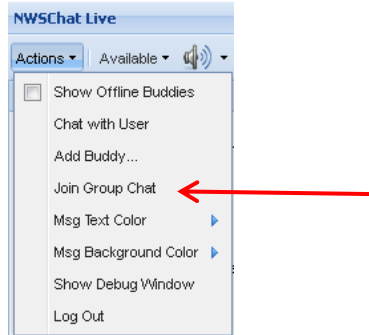 NWSChat Live
Actions Available
Show Offline Buddies
Chat with User
Add Buddy...
Join Group Chat
Msg Text Color
Msg Background Color
Show Debug Window
Log Out